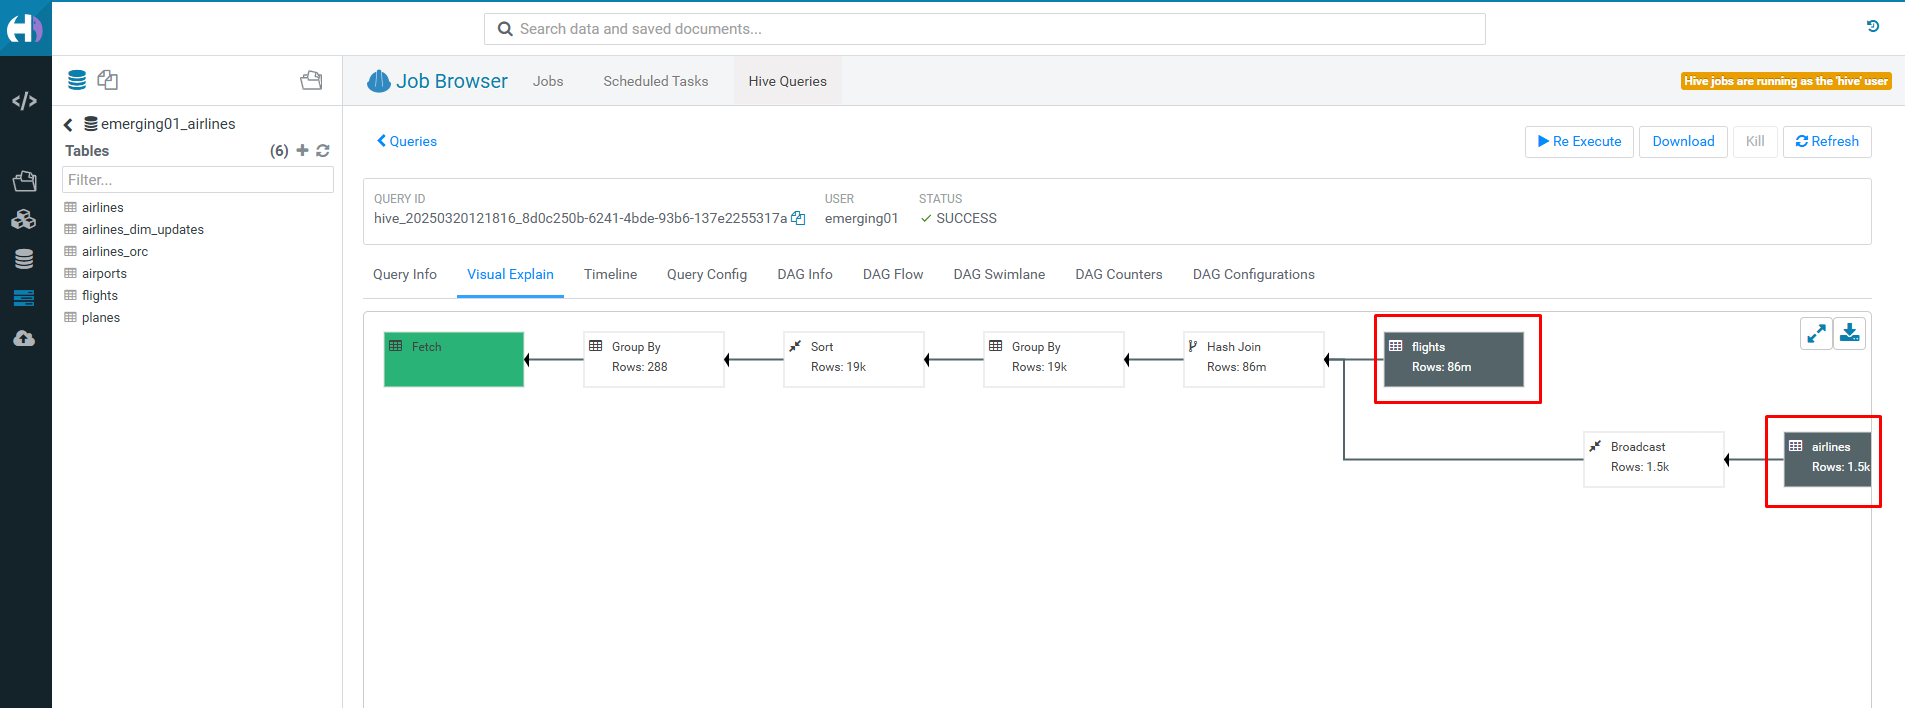 Search data and saved documents...
Job Browser
Jobs
Scheduled Tasks
Hive Queries
Hive jobs are running as the 'hive' user
emerging01_airlines
Tables
(6)
Filter...
airlines
airlines_dim_updates
airlines_orc
airports
flights
planes
Queries
Re Execute
Download
Kill
Refresh
QUERY ID
hive_20250320121816_8d0c250b-6241-4bde-93b6-137e2255317a
USER
emerging01
STATUS
SUCCESS
Query Info
Visual Explain
Timeline
Query Config
DAG Info
DAG Flow
DAG Swimlane
DAG Counters
DAG Configurations
Fetch
Group By
Rows: 288
Sort
Rows: 19k
Group By
Rows: 19k
Hash Join
Rows: 86m
flights
Rows: 86m
Broadcast
Rows: 1.5k
airlines
Rows: 1.5k